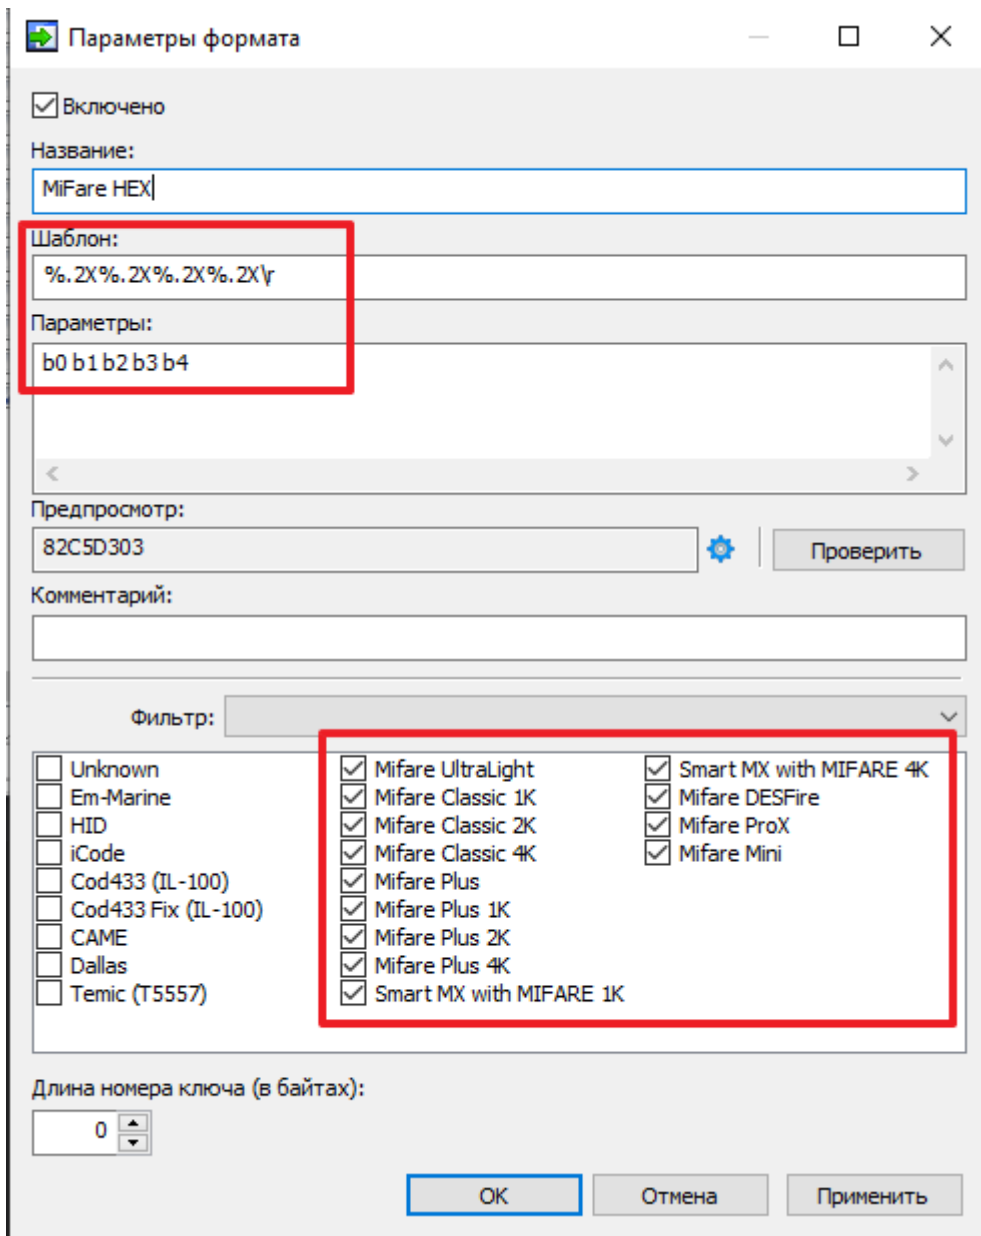 Параметры формата
Включено
Название:
MiFare HEX
Шаблон:
%.2X%.2X%.2X%.2X\r
Параметры:
b0 b1 b2 b3 b4
Предпросмотр:
82C5D303
Проверить
Комментарий:
Фильтр:
Unknown
Em-Marine
HID
iCode
Cod433 (IL-100)
Cod433 Fix (IL-100)
CAME
Dallas
Temic (T5557)
Mifare UltraLight
Mifare Classic 1K
Mifare Classic 2K
Mifare Classic 4K
Mifare Plus
Mifare Plus 1K
Mifare Plus 2K
Mifare Plus 4K
Smart MX with MIFARE 1K
Smart MX with MIFARE 4K
Mifare DESFire
Mifare ProX
Mifare Mini
Длина номера ключа (в байтах):
0
OK
Отмена
Применить